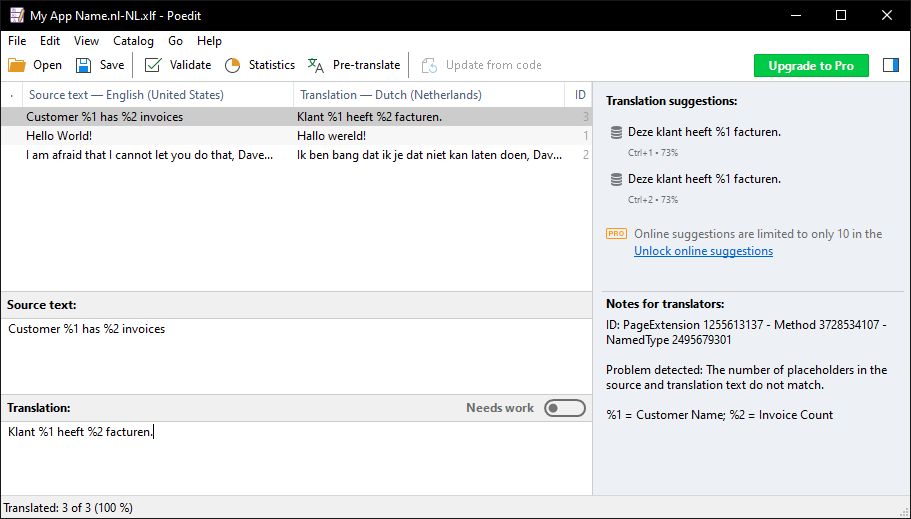 My App Name.nl-NL.xlf - Poedit
File Edit View Catalog Go Help
Open Save Validate Statistics Pre-translate Update from code Upgrade to Pro
Source text — English (United States) Translation — Dutch (Netherlands) ID
Customer %1 has %2 invoices Klant %1 heeft %2 facturen. 3
Hello World! Hallo wereld! 1
I am afraid that I cannot let you do that, Dave... Ik ben bang dat ik je dat niet kan laten doen, Dav... 2
Source text:
Customer %1 has %2 invoices
Translation: Needs work
Klant %1 heeft %2 facturen.
Translation suggestions:
Deze klant heeft %1 facturen.
Ctrl+1 • 73%
Deze klant heeft %1 facturen.
Ctrl+2 • 73%
PRO Online suggestions are limited to only 10 in the
Unlock online suggestions
Notes for translators:
ID: PageExtension 1255613137 - Method 3728534107 -
NamedType 2495679301
Problem detected: The number of placeholders in the
source and translation text do not match.
%1 = Customer Name; %2 = Invoice Count
Translated: 3 of 3 (100 %)